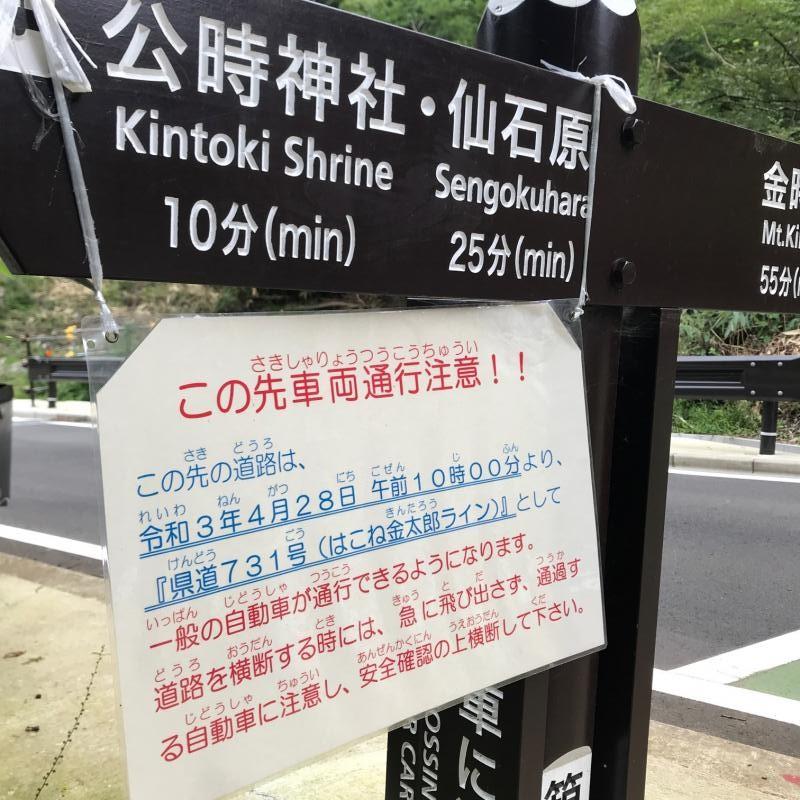 公時神社・仙石原
Kintoki Shrine
Sengokuhara
10分(min)
25分(min)
金時
Mt.Ki
55分
さきしゃりょうつうこうちゅうい
この先車両通行注意！！
さき どうろ
この先の道路は、
れいわ ねん がつ にち ごぜん じ ふん
令和３年４月２８日 午前１０時００分より、
けんどう ごう きんたろう
『県道７３１号（はこね金太郎ライン）』として
いっぱん じどうしゃ つうこう
一般の自動車が通行できるようになります。
どうろ おうだん とき きゅう と だ つうか
道路を横断する時には、急に飛び出さず、通過す
じどうしゃ ちゅうい あんぜんかくにん うえおうだん くだ
る自動車に注意し、安全確認の上横断して下さい。
車に
OSSIN
R CAR